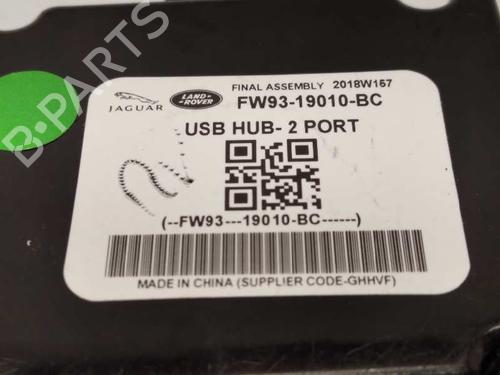 JAGUAR
LAND-
ROVER
FINAL ASSEMBLY 2018W167
FW93-19010-BC
USB HUB- 2 PORT
(--FW93---19010-BC------)
MADE IN CHINA (SUPPLIER CODE-GHHVF)
B-PARTS